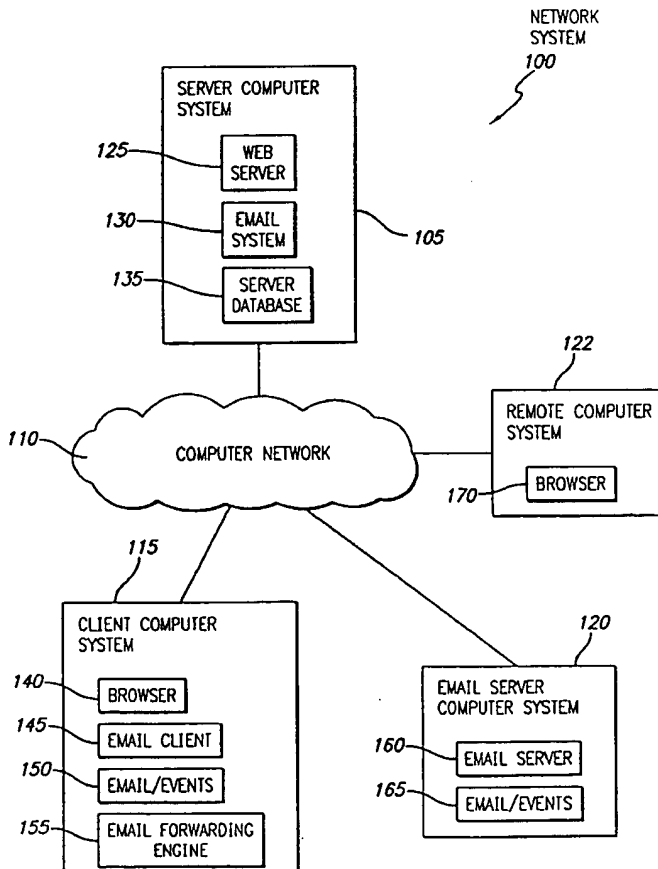 NETWORK
SYSTEM
100
SERVER COMPUTER
SYSTEM
125
WEB
SERVER
130
EMAIL
SYSTEM
105
135
SERVER
DATABASE
122
REMOTE COMPUTER
SYSTEM
110
COMPUTER NETWORK
170
BROWSER
115
CLIENT COMPUTER
SYSTEM
120
140
BROWSER
EMAIL SERVER
COMPUTER SYSTEM
145
EMAIL CLIENT
160
EMAIL SERVER
150
EMAIL/EVENTS
165
EMAIL/EVENTS
155
EMAIL FORWARDING
ENGINE